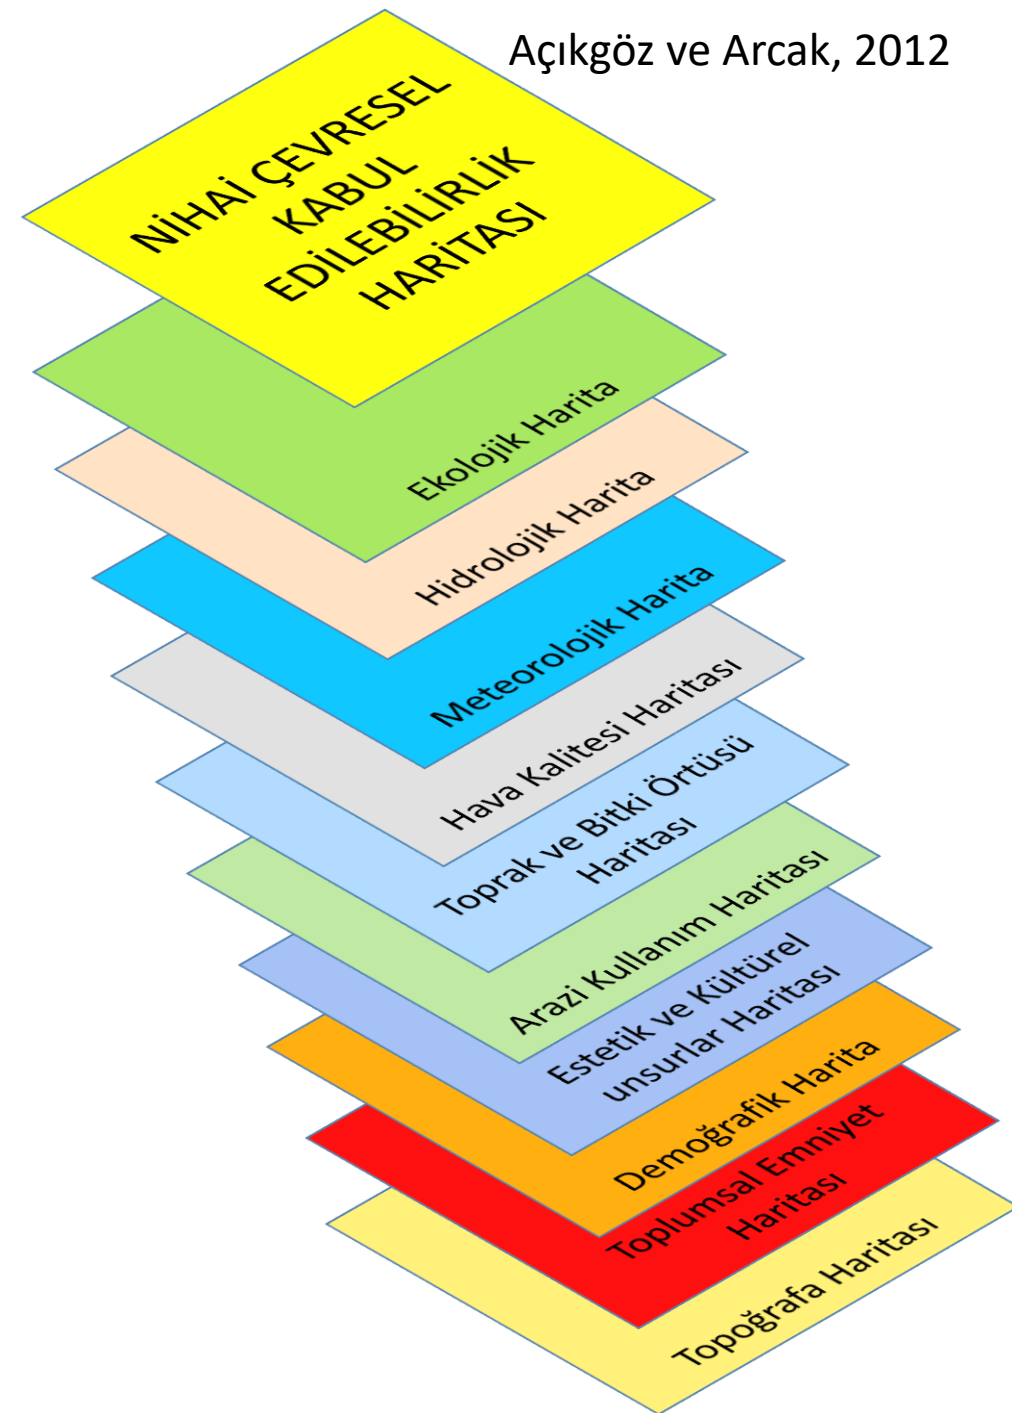 Açıkgöz ve Arcak, 2012
NİHAİ ÇEVRESEL
KABUL
EDİLEBİLİRLİK
HARİTASI
Ekolojik Harita
Hidrolojik Harita
Meteorolojik Harita
Hava Kalitesi Haritası
Toprak ve Bitki Örtüsü
Haritası
Arazi Kullanım Haritası
Estetik ve Kültürel
unsurlar Haritası
Demoğrafik Harita
Toplumsal Emniyet
Haritası
Topoğrafa Haritası